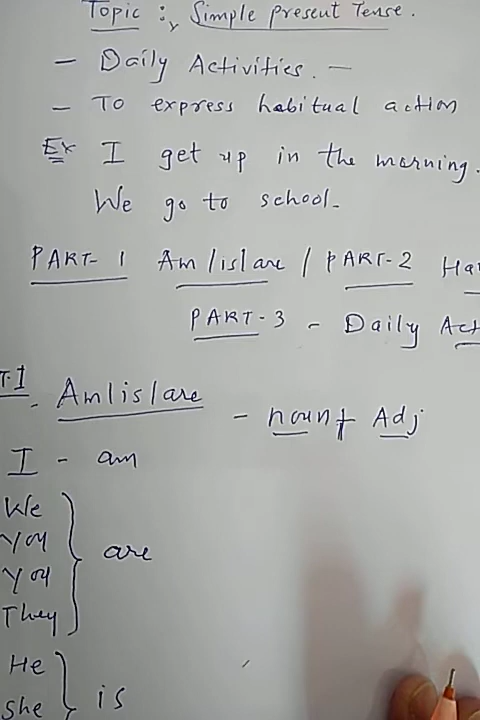 Topic :, Simple Present Tense.
- Daily Activities. -
- To express habitual action
Ex I get up in the morning.
We go to school.
PART-1 Am/is/are / PART-2
PART-3 - Daily
Am/is/are - noun + Adj
I - am
We
You
You
They
are
He
She
is